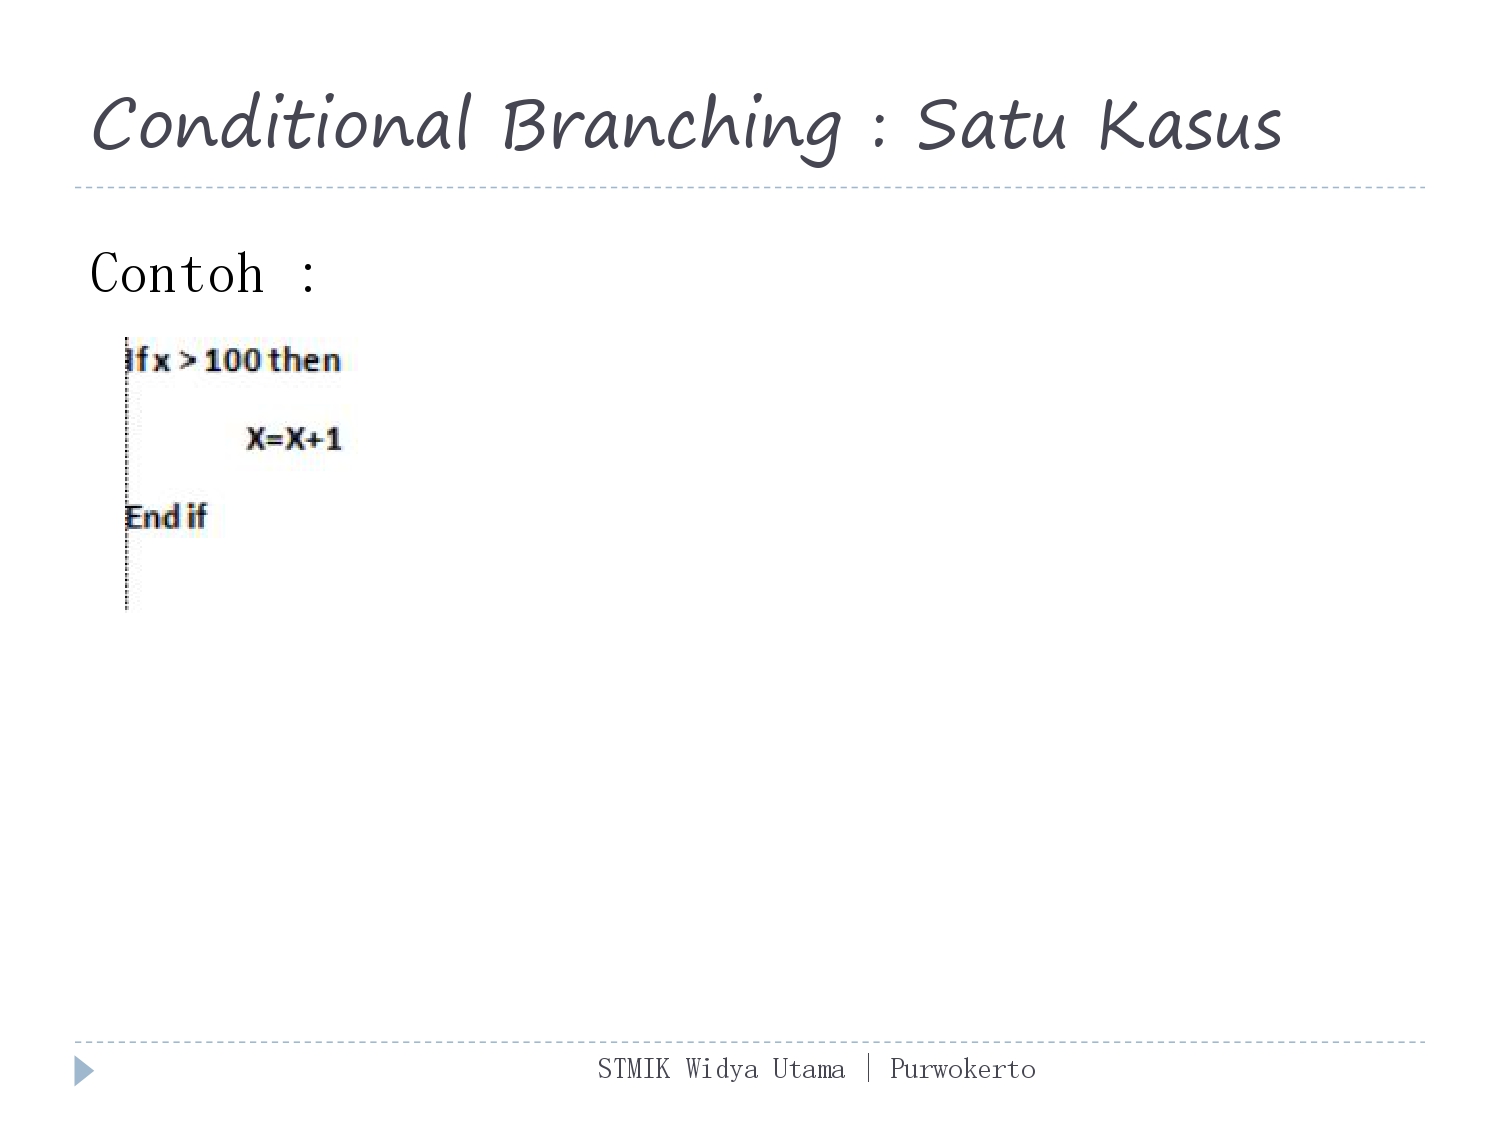 Conditional Branching : Satu Kasus
Contoh :
If x > 100 then
X=X+1
End if
STMIK Widya Utama | Purwokerto